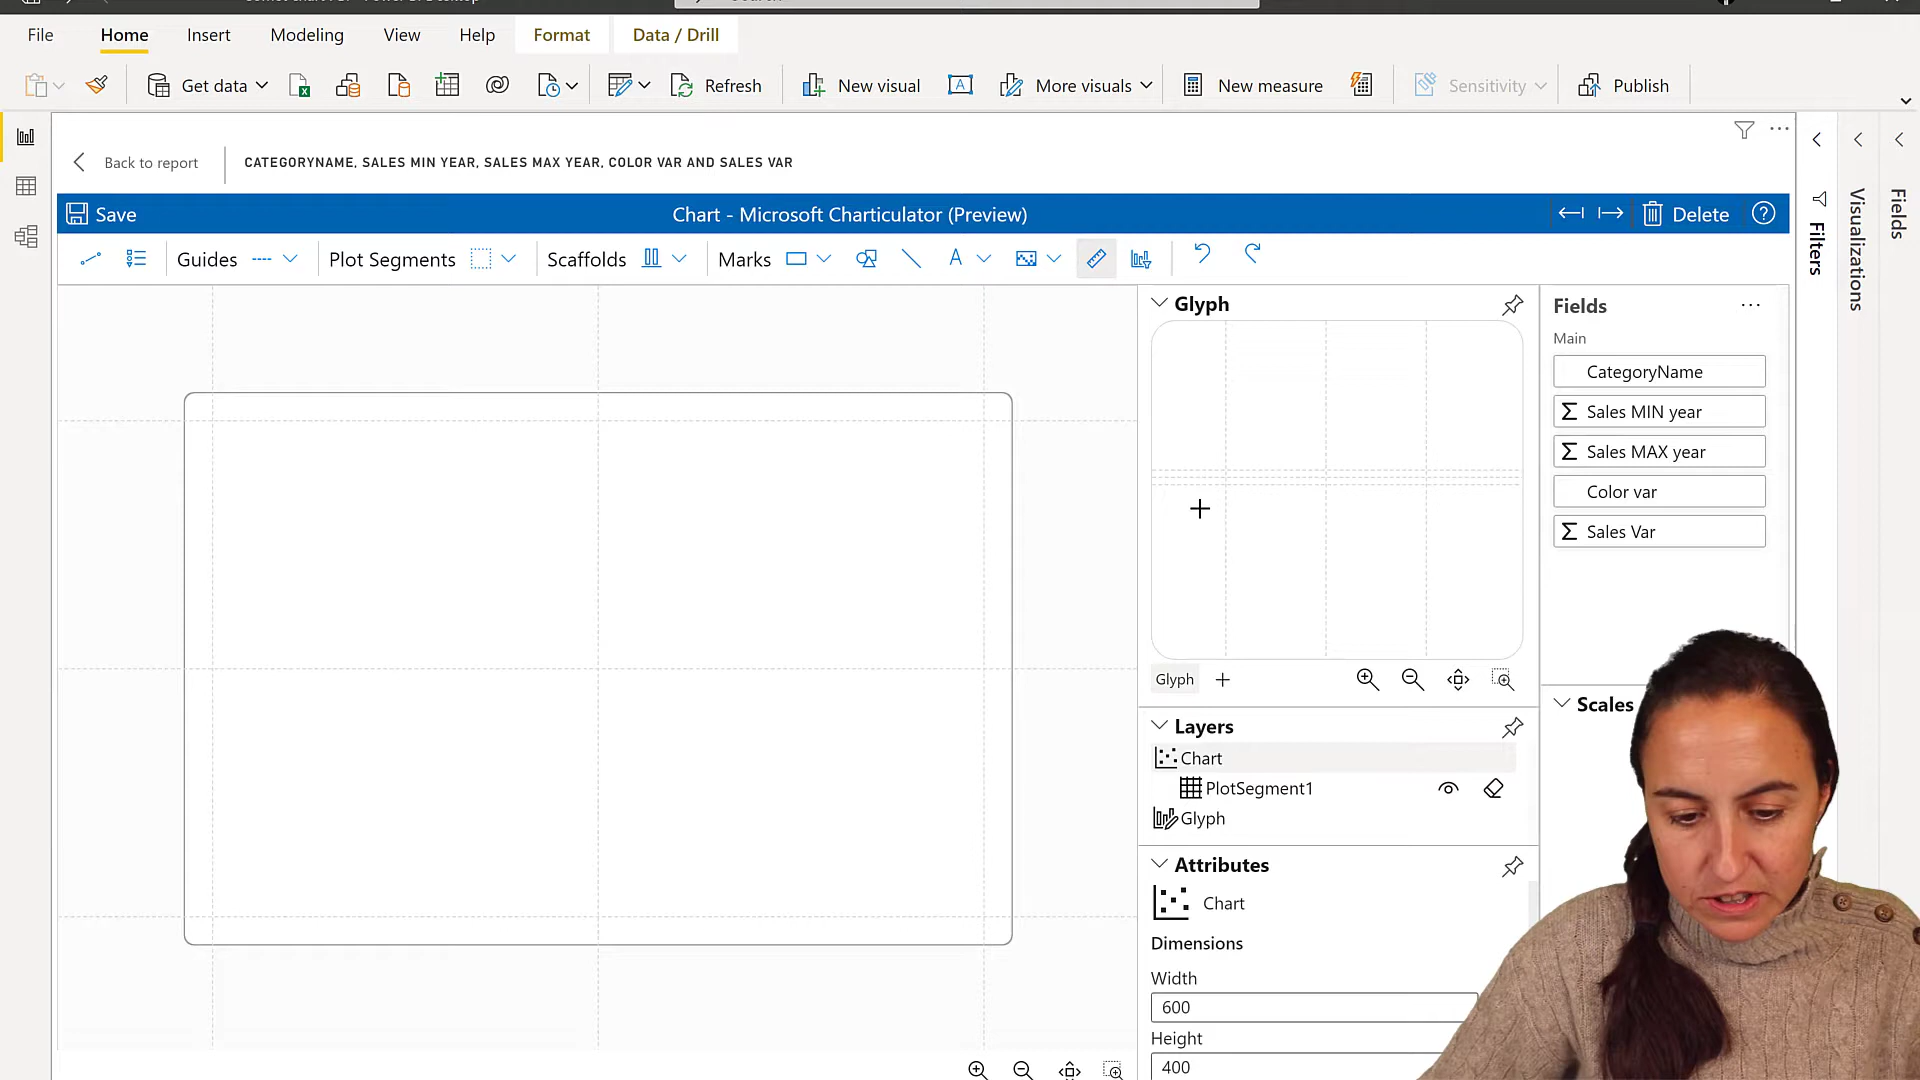 File
Home
Insert
Modeling
View
Help
Format
Data / Drill
Get data
Refresh
New visual
More visuals
New measure
Sensitivity
Publish
Back to report
CATEGORYNAME, SALES MIN YEAR, SALES MAX YEAR, COLOR VAR AND SALES VAR
Save
Chart - Microsoft Charticulator (Preview)
Delete
Guides
Plot Segments
Scaffolds
Marks
Glyph
Glyph
Layers
Chart
PlotSegment1
Glyph
Attributes
Chart
Dimensions
Width
600
Height
400
Fields
Main
CategoryName
Σ Sales MIN year
Σ Sales MAX year
Color var
Σ Sales Var
Scales
Filters
Visualizations
Fields